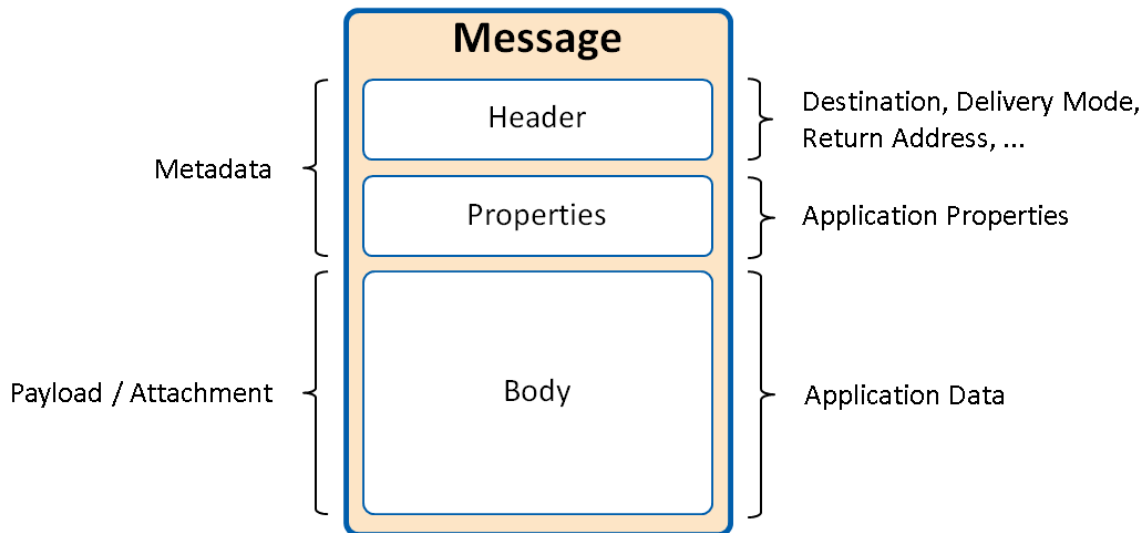 Message
Header
Destination, Delivery Mode,
Return Address, ...
Metadata
Properties
Application Properties
Payload / Attachment
Body
Application Data